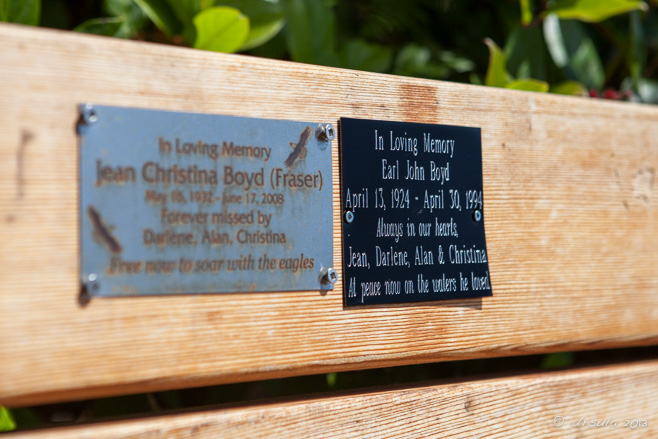 In Loving Memory
Jean Christina Boyd (Fraser)
May 05, 1932 - June 17, 2008
Forever missed by
Darlene, Alan, Christina
Free now to soar with the eagles
In Loving Memory
Earl John Boyd
April 13, 1924 - April 30, 1994
Always in our hearts,
Jean, Darlene, Alan & Christina
At peace now on the waters he loved
2013